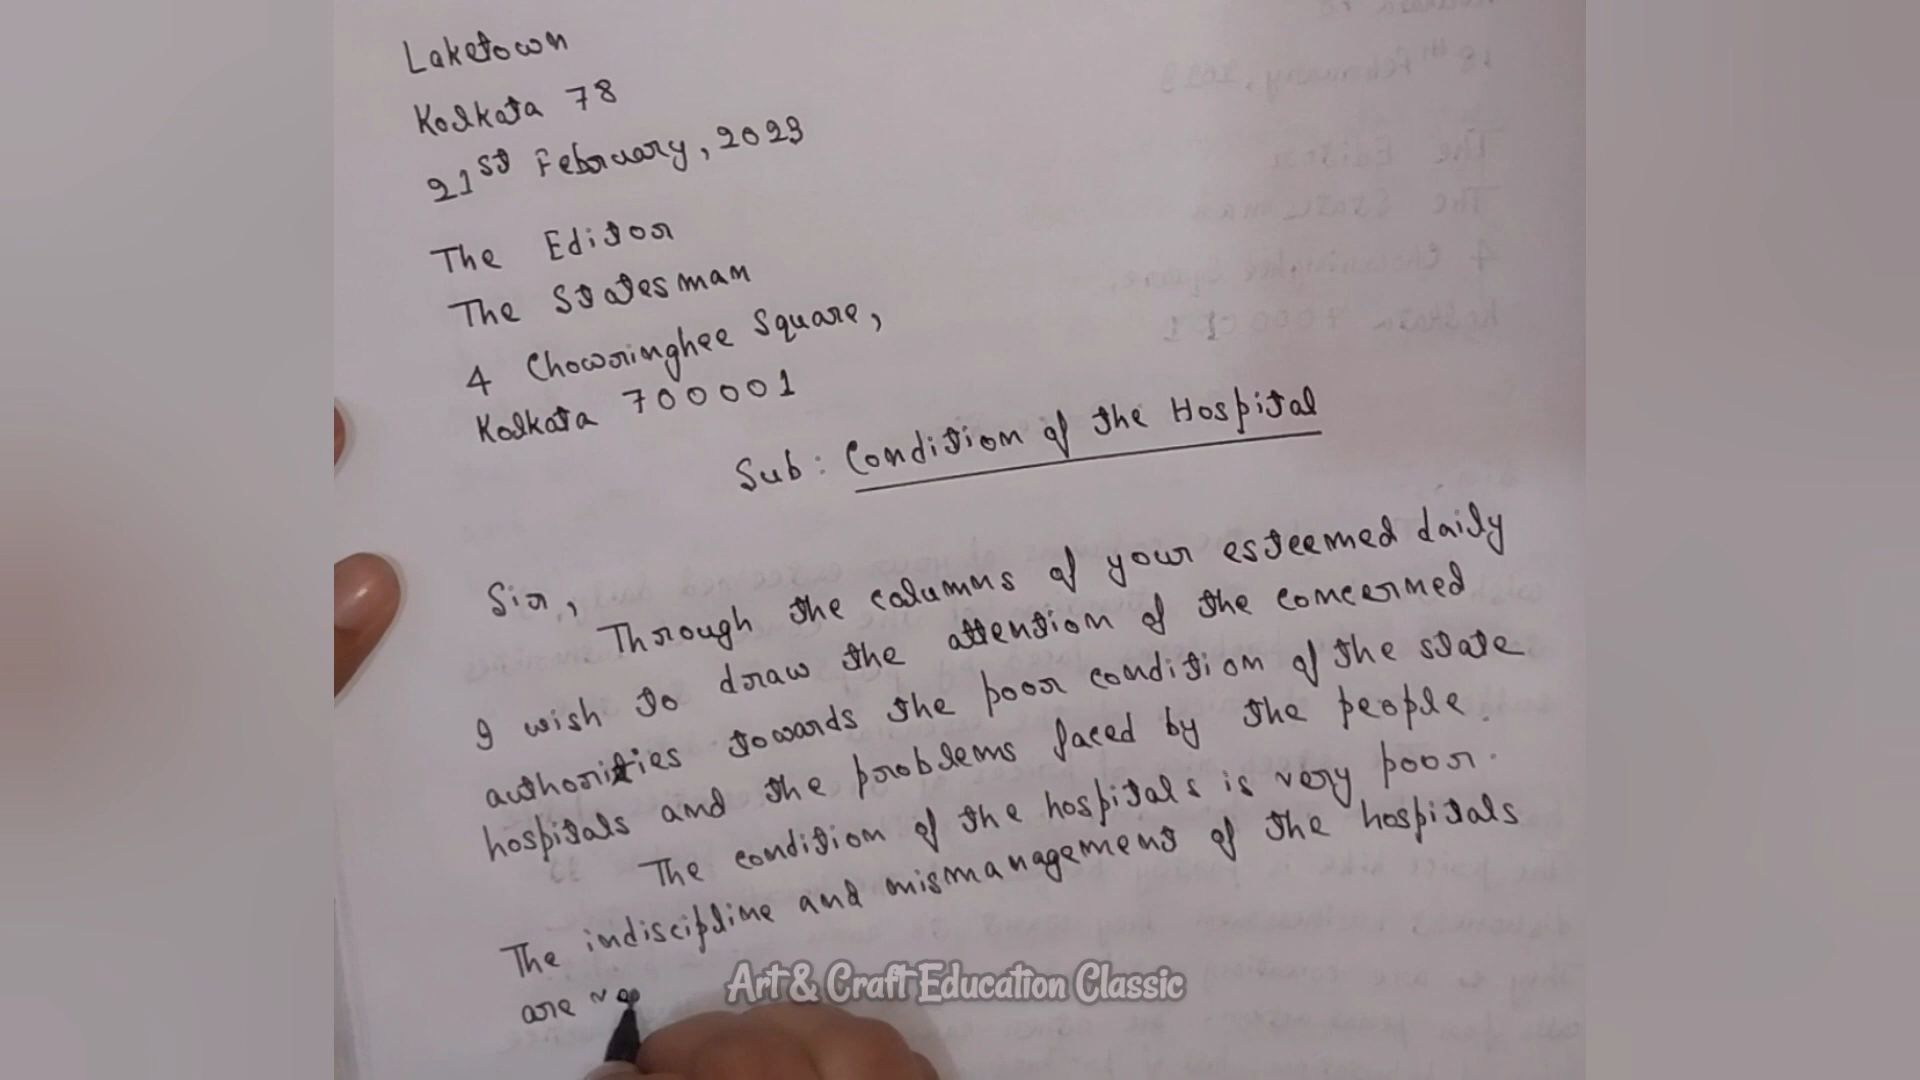 Laketown
Kolkata 78
21st February, 2023
The Editor
The Statesman
4 Chowringhee Square,
Kolkata 700001
Sub: Condition of the Hospital
Sir,
Through the columns of your esteemed daily
I wish to draw the attention of the concerned
authorities towards the poor condition of the state
hospitals and the problems faced by the people.
The condition of the hospitals is very poor.
The indiscipline and mismanagement of the hospitals
are
Art & Craft Education Classic